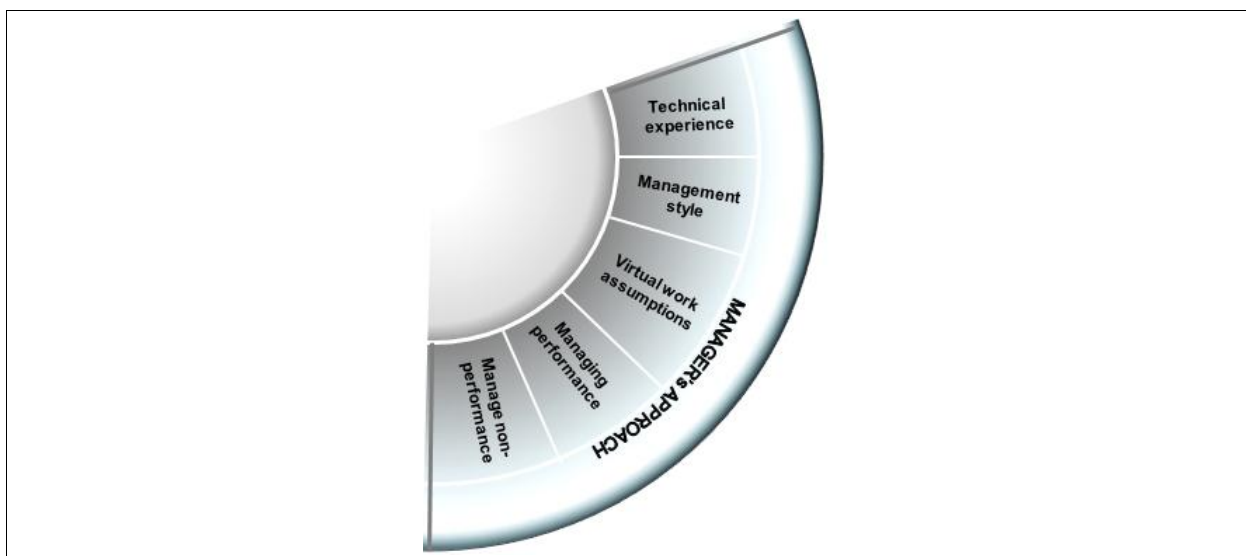 Technical
experience
Management
style
Virtual work
assumptions
Managing
performance
Manage non-
performance
MANAGER's APPROACH